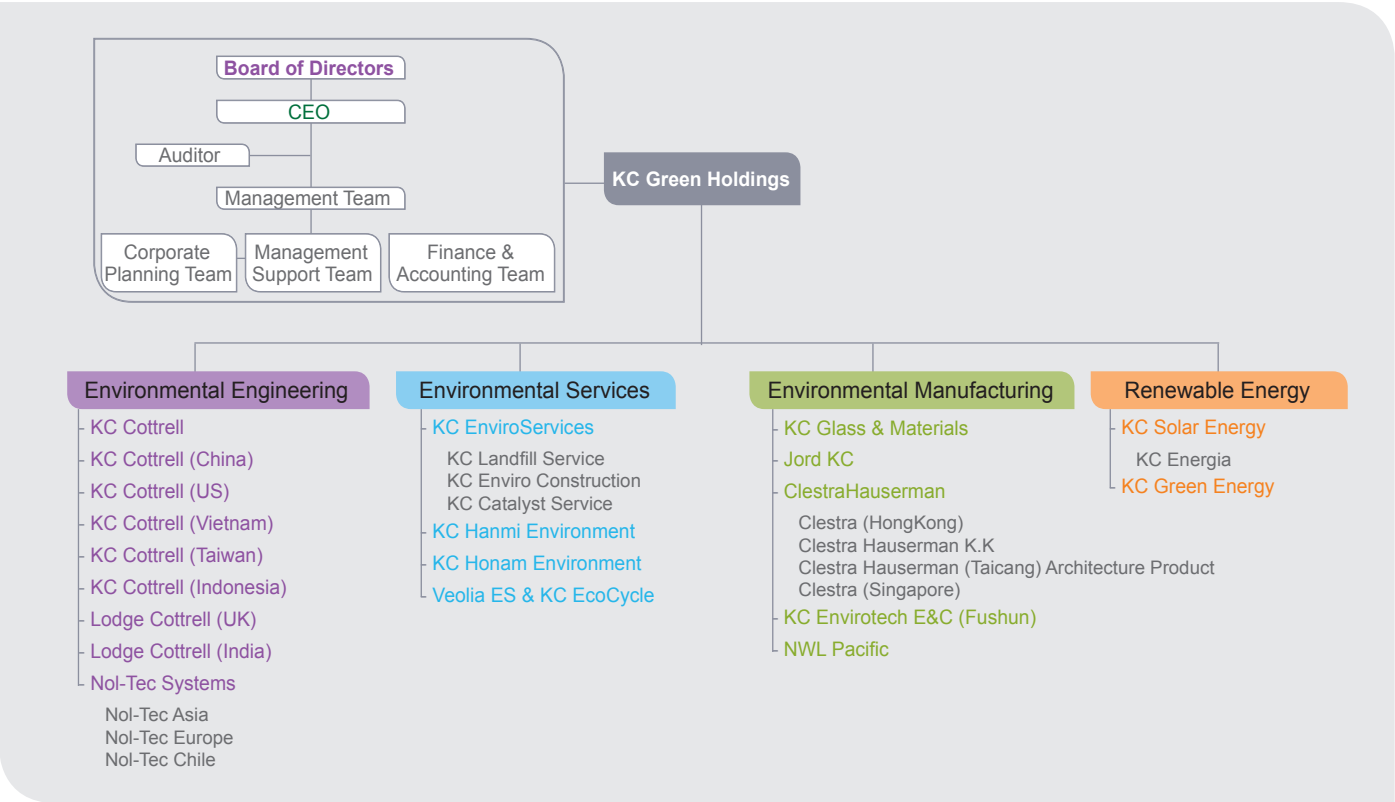 Board of Directors
CEO
Auditor
Management Team
Corporate
Planning Team
Management
Support Team
Finance &
Accounting Team
KC Green Holdings
Environmental Engineering
KC Cottrell
KC Cottrell (China)
KC Cottrell (US)
KC Cottrell (Vietnam)
KC Cottrell (Taiwan)
KC Cottrell (Indonesia)
Lodge Cottrell (UK)
Lodge Cottrell (India)
Nol-Tec Systems
Nol-Tec Asia
Nol-Tec Europe
Nol-Tec Chile
Environmental Services
KC EnviroServices
KC Landfill Service
KC Enviro Construction
KC Catalyst Service
KC Hanmi Environment
KC Honam Environment
Veolia ES & KC EcoCycle
Environmental Manufacturing
KC Glass & Materials
Jord KC
ClestraHauserman
Clestra (HongKong)
Clestra Hauserman K.K
Clestra Hauserman (Taicang) Architecture Product
Clestra (Singapore)
KC Envirotech E&C (Fushun)
NWL Pacific
Renewable Energy
KC Solar Energy
KC Energia
KC Green Energy